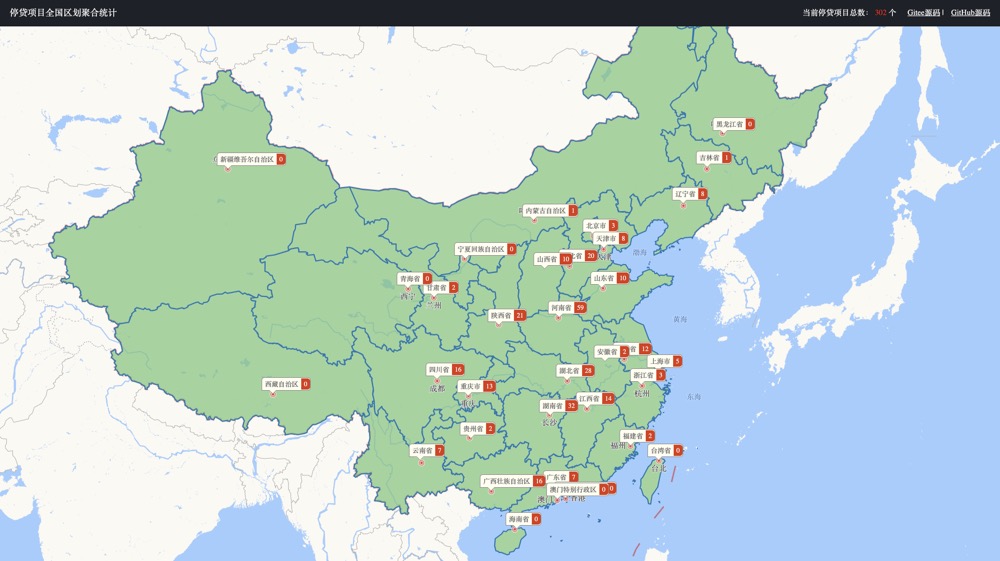 停贷项目全国区划聚合统计
当前停贷项目总数： 302 个 Gitee源码 | GitHub源码
黑龙江省 0
吉林省 1
新疆维吾尔自治区 0
辽宁省 8
内蒙古自治区 1
北京市 3
天津市 8
渤海
宁夏回族自治区 0
山西省 10
北省 20
青海省 0
甘肃省 2
山东省 10
西宁
兰州
河南省 59
陕西省 21
黄海
安徽省 2
省 12
上海市 5
四川省 16
湖北省 28
浙江省 3
西藏自治区 0
成都
重庆市 13
杭州
重庆
江西省 14
东海
湖南省 32
长沙
贵州省 2
福建省 2
福州
云南省 7
台湾省 0
台北
广西壮族自治区 16
广东省 7
澳门特别行政区 0
0
澳门
香港
海南省 0